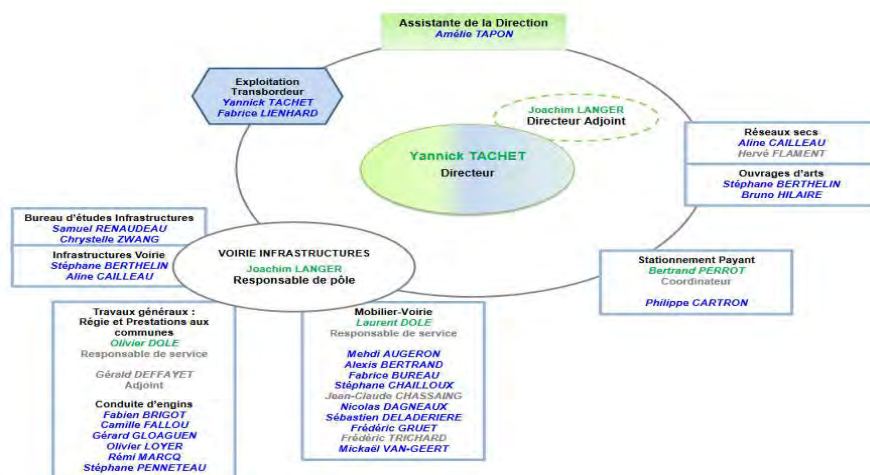 Assistante de la Direction
Amélie TAPON
Exploitation
Transbordeur
Yannick TACHET
Fabrice LIENHARD
Joachim LANGER
Directeur Adjoint
Yannick TACHET
Directeur
Réseaux secs
Aline CAILLEAU
Hervé FLAMENT
Ouvrages d'arts
Stéphane BERTHELIN
Bruno HILAIRE
Bureau d'études Infrastructures
Samuel RENAUDEAU
Chrystelle ZWANG
Infrastructures Voirie
Stéphane BERTHELIN
Aline CAILLEAU
VOIRIE INFRASTRUCTURES
Joachim LANGER
Responsable de pôle
Stationnement Payant
Bertrand PERROT
Coordinateur
Philippe CARTRON
Travaux généraux :
Régie et Prestations aux
communes
Olivier DOLE
Responsable de service
Gérald DEFFAYET
Adjoint
Conduite d'engins
Fabien BRIGOT
Camille FALLOU
Gérard GLOAGUEN
Olivier LOYER
Rémi MARCQ
Stéphane PENNETEAU
Mobilier-Voirie
Laurent DOLE
Responsable de service
Mehdi AUGERON
Alexis BERTRAND
Fabrice BUREAU
Stéphane CHAILLOUX
Jean-Claude CHASSAING
Nicolas DAGNEAUX
Sébastien DELADERIERE
Frédéric GRUET
Frédéric TRICHARD
Mickaël VAN-GEERT